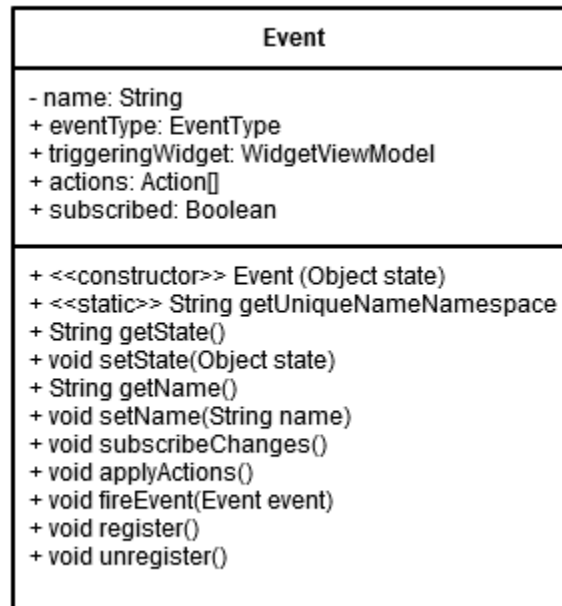 Event
- name: String
+ eventType: EventType
+ triggeringWidget: WidgetViewModel
+ actions: Action[]
+ subscribed: Boolean
+ <<constructor>> Event (Object state)
+ <<static>> String getUniqueNameNamespace
+ String getState()
+ void setState(Object state)
+ String getName()
+ void setName(String name)
+ void subscribeChanges()
+ void applyActions()
+ void fireEvent(Event event)
+ void register()
+ void unregister()